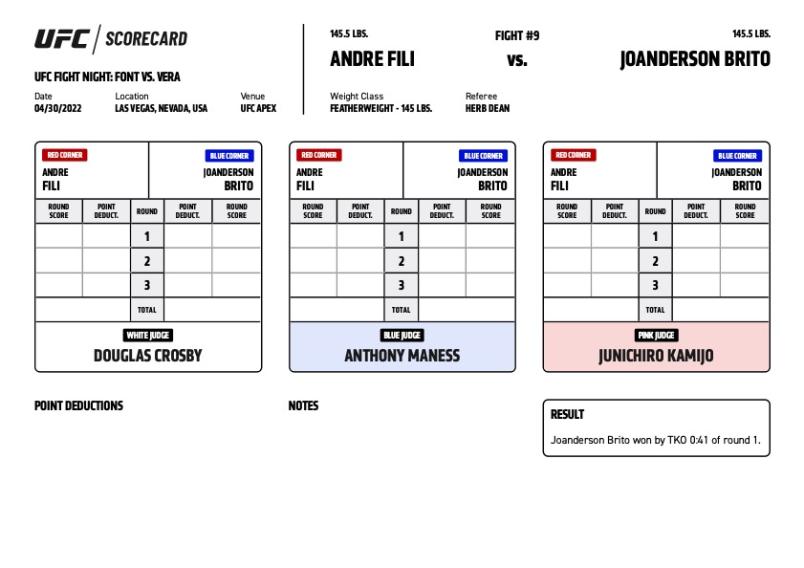 UFC / SCORECARD
UFC FIGHT NIGHT: FONT VS. VERA
Date Location Venue
04/30/2022 LAS VEGAS, NEVADA, USA UFC APEX
145.5 LBS. FIGHT #9 145.5 LBS.
ANDRE FILI VS. JOANDERSON BRITO
Weight Class Referee
FEATHERWEIGHT - 145 LBS. HERB DEAN
RED CORNER BLUE CORNER
ANDRE JOANDERSON
FILI BRITO
ROUND SCORE POINT DEDUCT. ROUND POINT DEDUCT. ROUND SCORE
1
2
3
TOTAL
WHITE JUDGE
DOUGLAS CROSBY
RED CORNER BLUE CORNER
ANDRE JOANDERSON
FILI BRITO
ROUND SCORE POINT DEDUCT. ROUND POINT DEDUCT. ROUND SCORE
1
2
3
TOTAL
BLUE JUDGE
ANTHONY MANESS
RED CORNER BLUE CORNER
ANDRE JOANDERSON
FILI BRITO
ROUND SCORE POINT DEDUCT. ROUND POINT DEDUCT. ROUND SCORE
1
2
3
TOTAL
PINK JUDGE
JUNICHIRO KAMIJO
POINT DEDUCTIONS
NOTES
RESULT
Joanderson Brito won by TKO 0:41 of round 1.